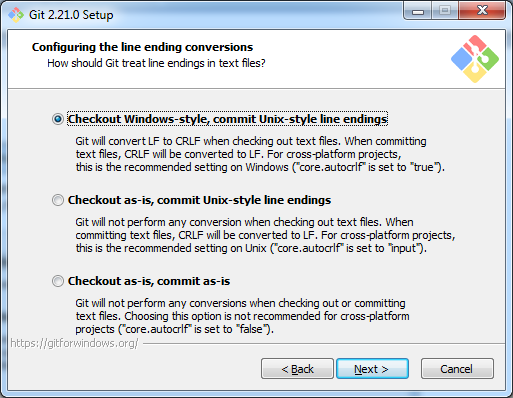 Git 2.21.0 Setup
Configuring the line ending conversions
How should Git treat line endings in text files?
Checkout Windows-style, commit Unix-style line endings
Git will convert LF to CRLF when checking out text files. When committing
text files, CRLF will be converted to LF. For cross-platform projects,
this is the recommended setting on Windows ("core.autocrlf" is set to "true").
Checkout as-is, commit Unix-style line endings
Git will not perform any conversion when checking out text files. When
committing text files, CRLF will be converted to LF. For cross-platform projects,
this is the recommended setting on Unix ("core.autocrlf" is set to "input").
Checkout as-is, commit as-is
Git will not perform any conversions when checking out or committing
text files. Choosing this option is not recommended for cross-platform
projects ("core.autocrlf" is set to "false").
https://gitforwindows.org/
< Back
Next >
Cancel